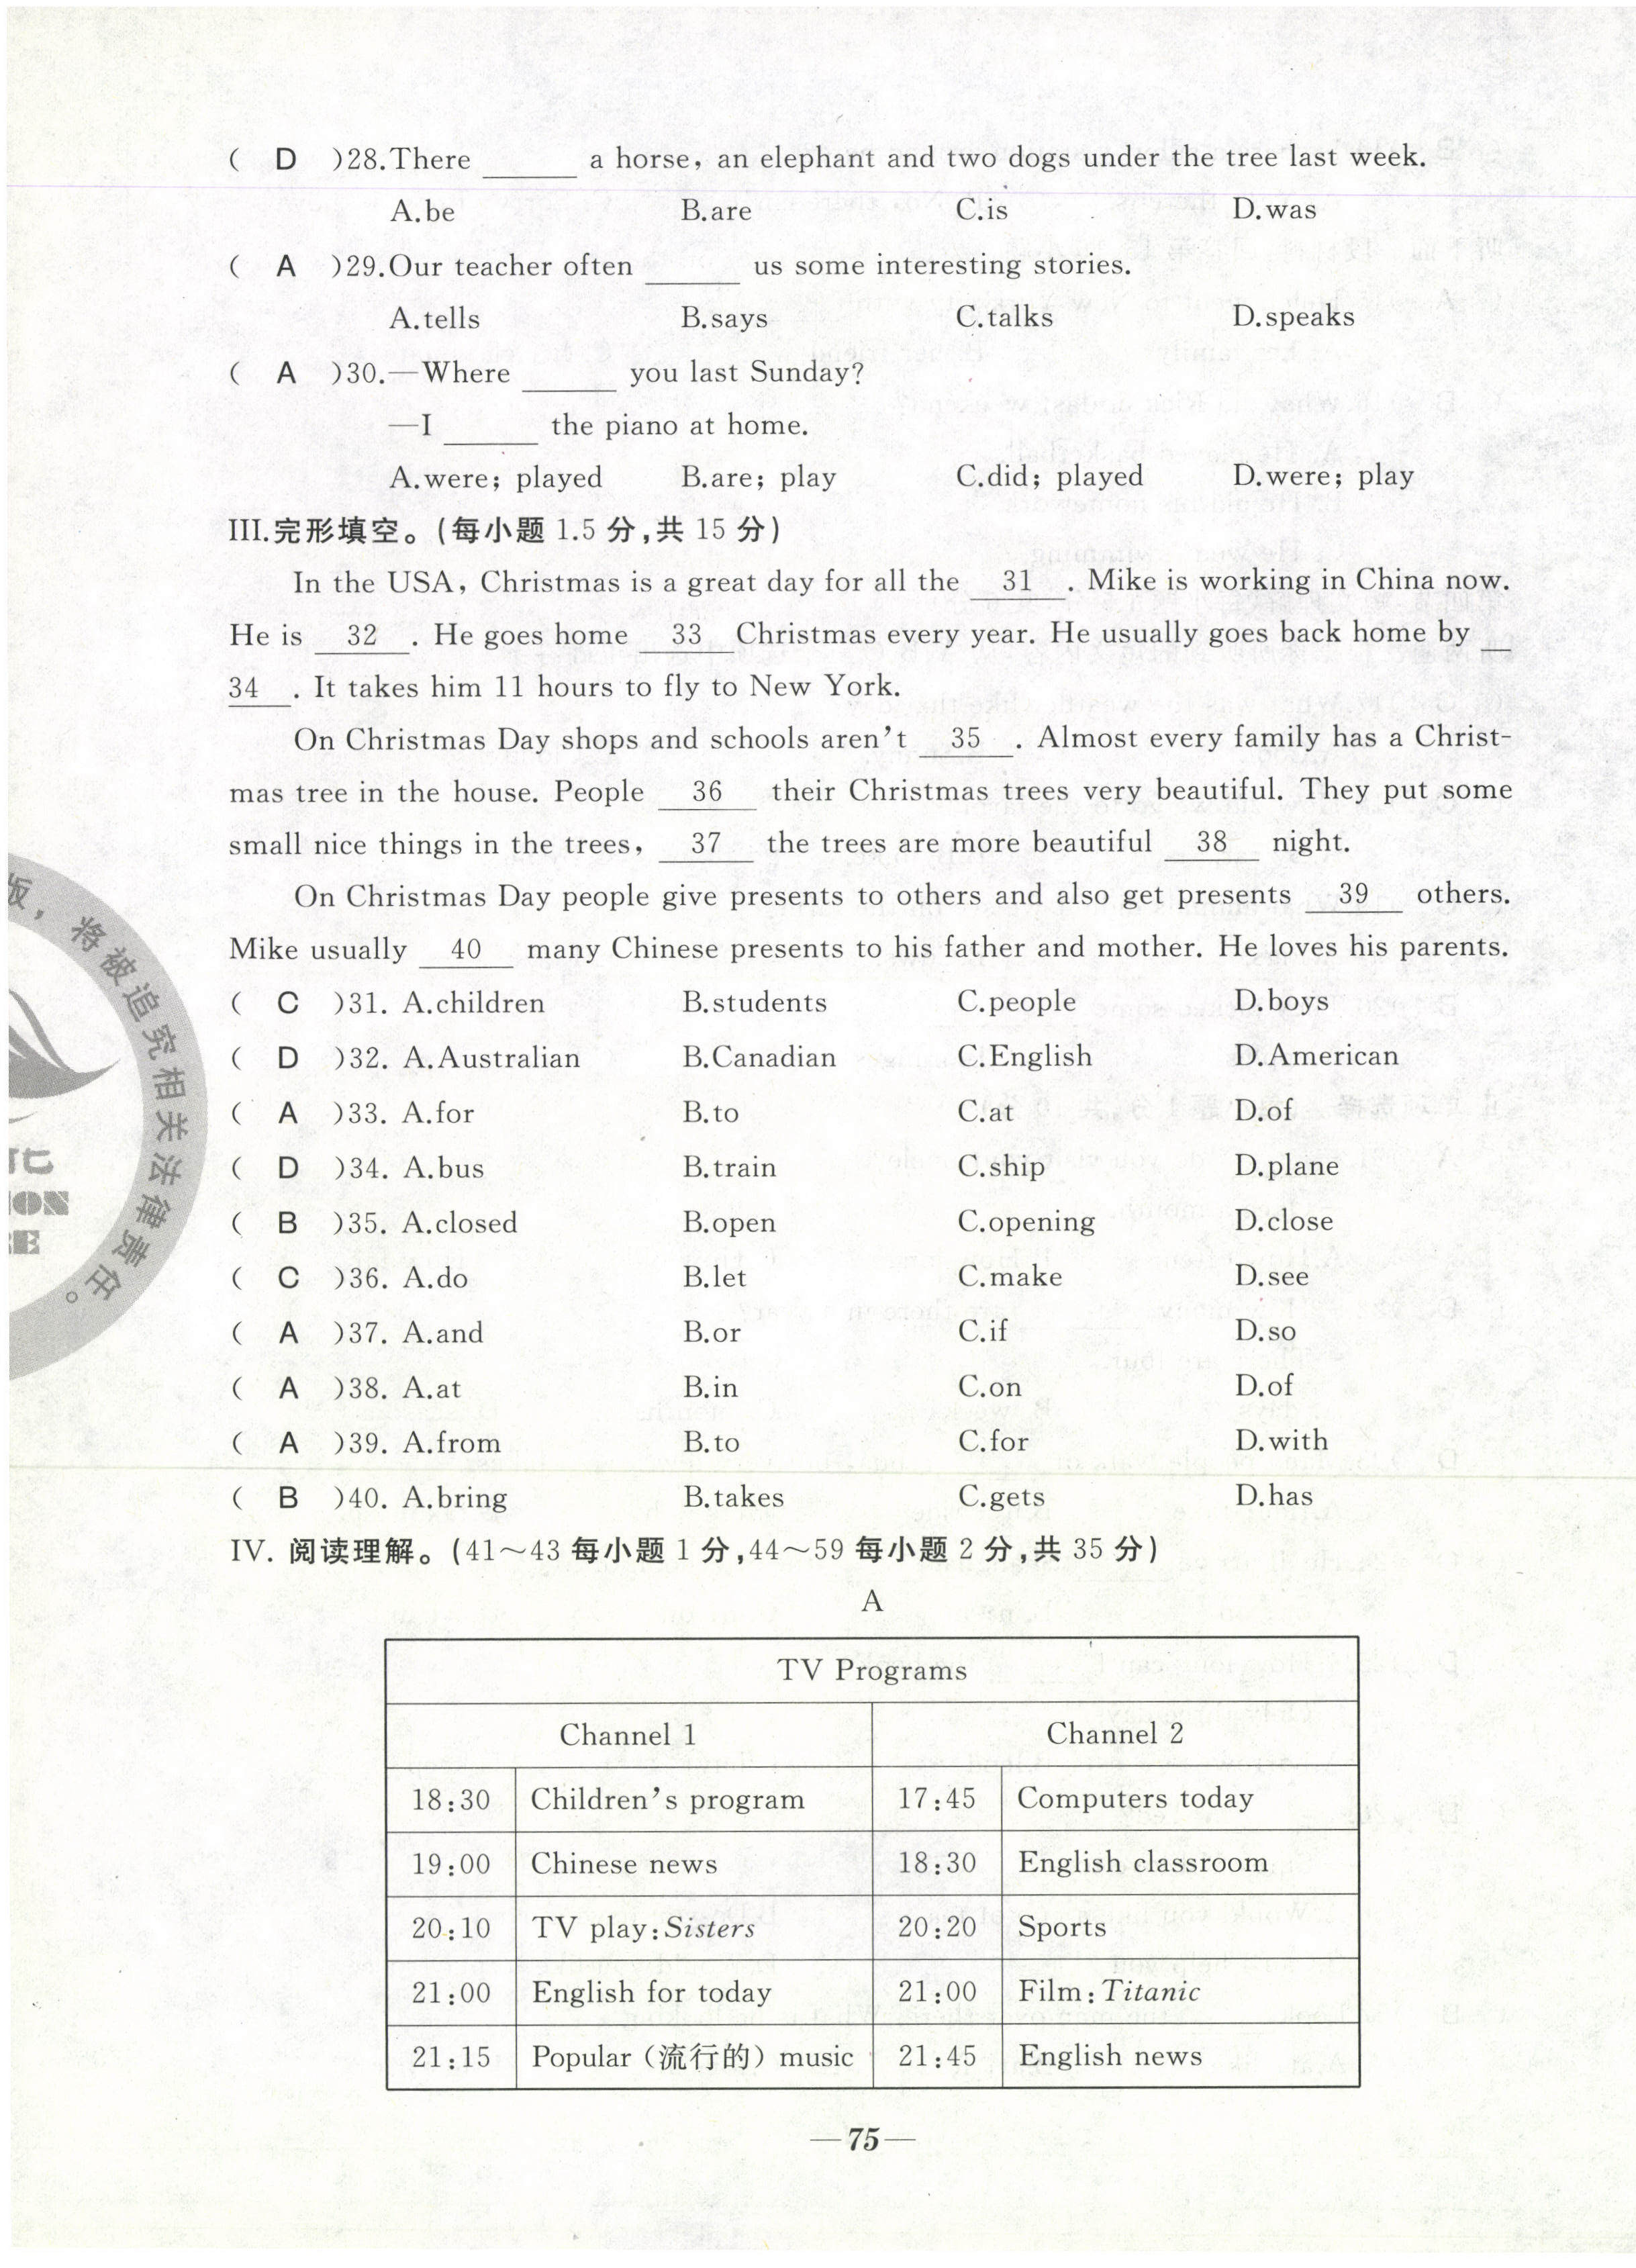 ( D )28.There ______ a horse, an elephant and two dogs under the tree last week.
A.be B.are C.is D.was
( A )29.Our teacher often ______ us some interesting stories.
A.tells B.says C.talks D.speaks
( A )30.—Where ______ you last Sunday?
—I ______ the piano at home.
A.were; played B.are; play C.did; played D.were; play
III.完形填空。(每小题 1.5 分,共 15 分)
In the USA, Christmas is a great day for all the 31 . Mike is working in China now.
He is 32 . He goes home 33 Christmas every year. He usually goes back home by
34 . It takes him 11 hours to fly to New York.
On Christmas Day shops and schools aren't 35 . Almost every family has a Christ-
mas tree in the house. People 36 their Christmas trees very beautiful. They put some
small nice things in the trees, 37 the trees are more beautiful 38 night.
On Christmas Day people give presents to others and also get presents 39 others.
Mike usually 40 many Chinese presents to his father and mother. He loves his parents.
( C )31. A.children B.students C.people D.boys
( D )32. A.Australian B.Canadian C.English D.American
( A )33. A.for B.to C.at D.of
( D )34. A.bus B.train C.ship D.plane
( B )35. A.closed B.open C.opening D.close
( C )36. A.do B.let C.make D.see
( A )37. A.and B.or C.if D.so
( A )38. A.at B.in C.on D.of
( A )39. A.from B.to C.for D.with
( B )40. A.bring B.takes C.gets D.has
IV. 阅读理解。(41～43 每小题 1 分,44～59 每小题 2 分,共 35 分)
A
TV Programs
Channel 1 Channel 2
18:30 Children's program 17:45 Computers today
19:00 Chinese news 18:30 English classroom
20:10 TV play:Sisters 20:20 Sports
21:00 English for today 21:00 Film:Titanic
21:15 Popular (流行的) music 21:45 English news
—75—
版,将被追究相关法律责任。